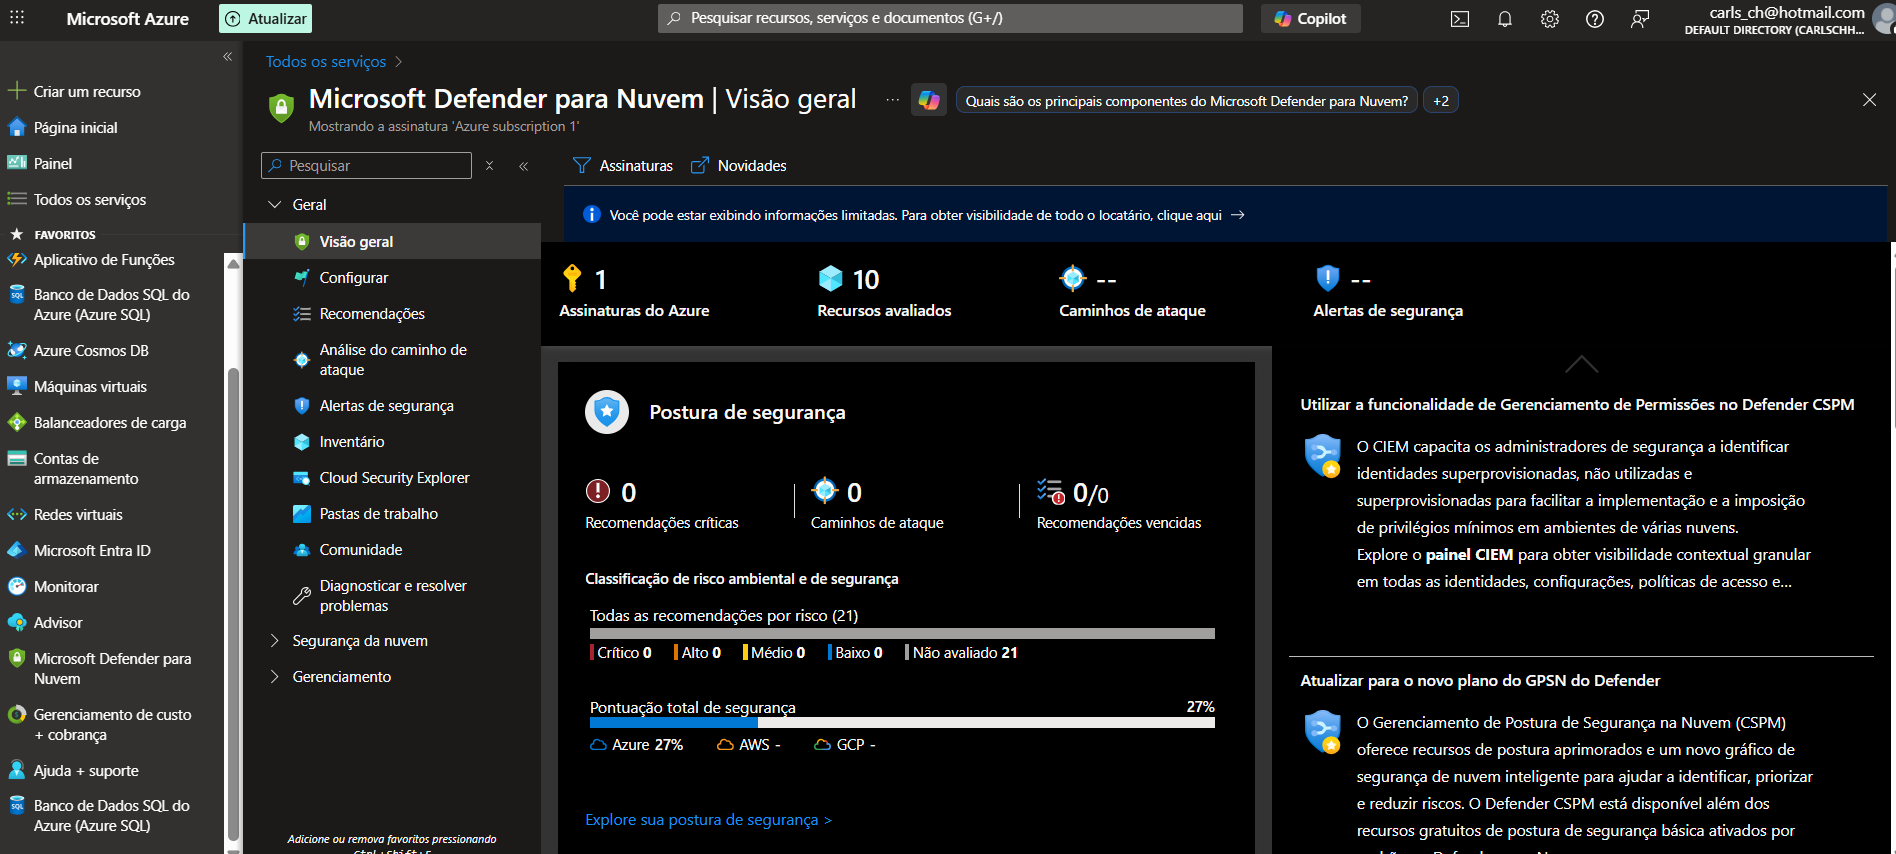 Microsoft Azure
Atualizar
Pesquisar recursos, serviços e documentos (G+/)
Copilot
carls_ch@hotmail.com
DEFAULT DIRECTORY (CARLSCHH...
Criar um recurso
Página inicial
Painel
Todos os serviços
FAVORITOS
Aplicativo de Funções
Banco de Dados SQL do
Azure (Azure SQL)
Azure Cosmos DB
Máquinas virtuais
Balanceadores de carga
Contas de
armazenamento
Redes virtuais
Microsoft Entra ID
Monitorar
Advisor
Microsoft Defender para
Nuvem
Gerenciamento de custo
+ cobrança
Ajuda + suporte
Banco de Dados SQL do
Azure (Azure SQL)
Todos os serviços >
Microsoft Defender para Nuvem | Visão geral
...
Quais são os principais componentes do Microsoft Defender para Nuvem?
+2
Mostrando a assinatura 'Azure subscription 1'
Pesquisar
Geral
Visão geral
Configurar
Recomendações
Análise do caminho de
ataque
Alertas de segurança
Inventário
Cloud Security Explorer
Pastas de trabalho
Comunidade
Diagnosticar e resolver
problemas
Segurança da nuvem
Gerenciamento
Adicione ou remova favoritos pressionando
Ctrl+Shift+F
Assinaturas
Novidades
Você pode estar exibindo informações limitadas. Para obter visibilidade de todo o locatário, clique aqui →
1
Assinaturas do Azure
10
Recursos avaliados
--
Caminhos de ataque
--
Alertas de segurança
Postura de segurança
0
Recomendações críticas
0
Caminhos de ataque
0/0
Recomendações vencidas
Classificação de risco ambiental e de segurança
Todas as recomendações por risco (21)
Crítico 0
Alto 0
Médio 0
Baixo 0
Não avaliado 21
Pontuação total de segurança
27%
Azure 27%
AWS -
GCP -
Explore sua postura de segurança >
Utilizar a funcionalidade de Gerenciamento de Permissões no Defender CSPM
O CIEM capacita os administradores de segurança a identificar
identidades superprovisionadas, não utilizadas e
superprovisionadas para facilitar a implementação e a imposição
de privilégios mínimos em ambientes de várias nuvens.
Explore o painel CIEM para obter visibilidade contextual granular
em todas as identidades, configurações, políticas de acesso e...
Atualizar para o novo plano do GPSN do Defender
O Gerenciamento de Postura de Segurança na Nuvem (CSPM)
oferece recursos de postura aprimorados e um novo gráfico de
segurança de nuvem inteligente para ajudar a identificar, priorizar
e reduzir riscos. O Defender CSPM está disponível além dos
recursos gratuitos de postura de segurança básica ativados por